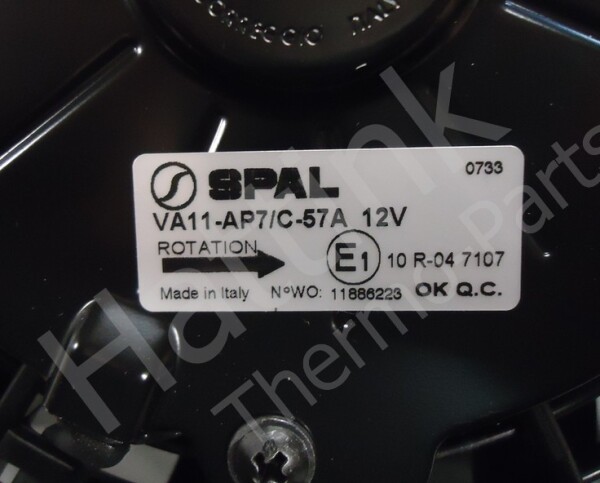 ITALY
SPAL
0733
VA11-AP7/C-57A 12V
ROTATION
E1 10 R-04 7107
Made in Italy N°WO: 11886223 OK Q.C.
Thermo Parts